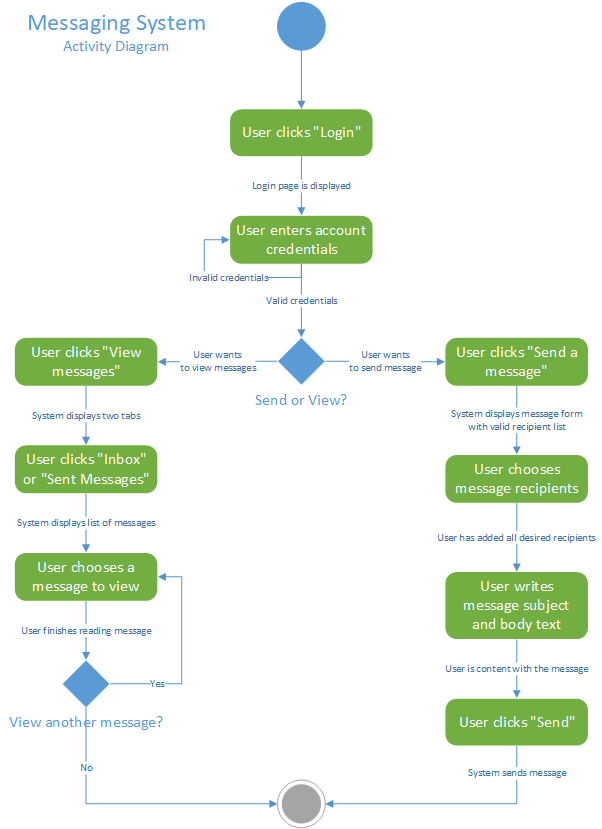 Messaging System
Activity Diagram
User clicks "Login"
Login page is displayed
User enters account
credentials
Invalid credentials
Valid credentials
User clicks "View
messages"
User wants
to view messages
User wants
to send message
User clicks "Send a
message"
Send or View?
System displays two tabs
System displays message form
with valid recipient list
User clicks "Inbox"
or "Sent Messages"
User chooses
message recipients
System displays list of messages
User has added all desired recipients
User chooses a
message to view
User writes
message subject
and body text
User finishes reading message
User is content with the message
Yes
View another message?
User clicks "Send"
No
System sends message